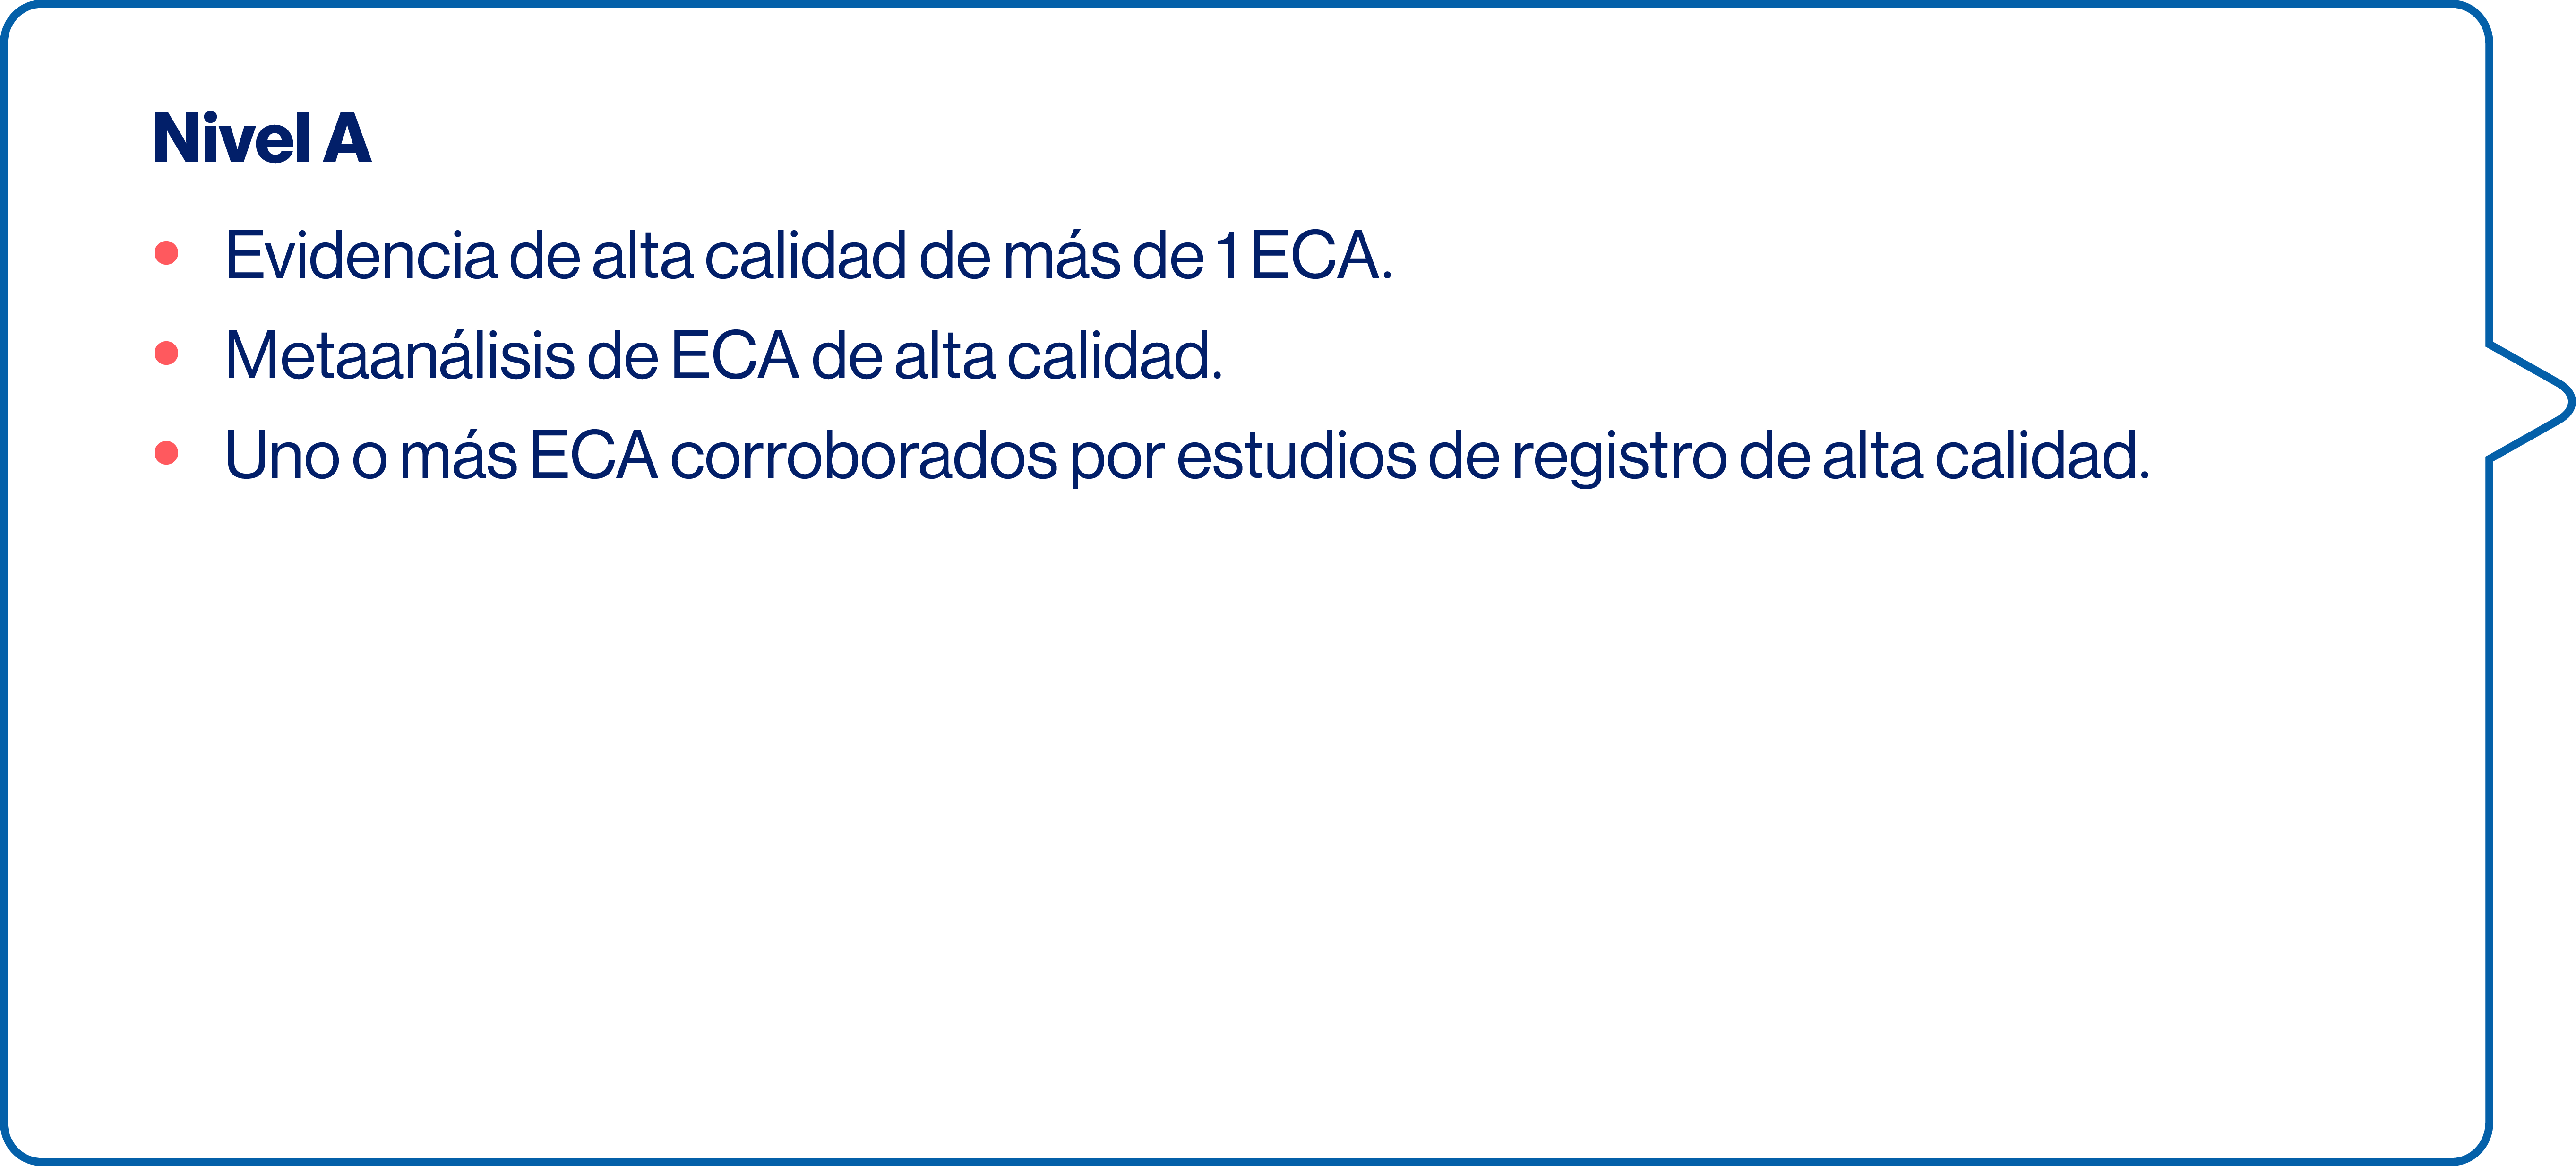 Nivel A
• Evidencia de alta calidad de más de 1 ECA.
• Metaanálisis de ECA de alta calidad.
• Uno o más ECA corroborados por estudios de registro de alta calidad.